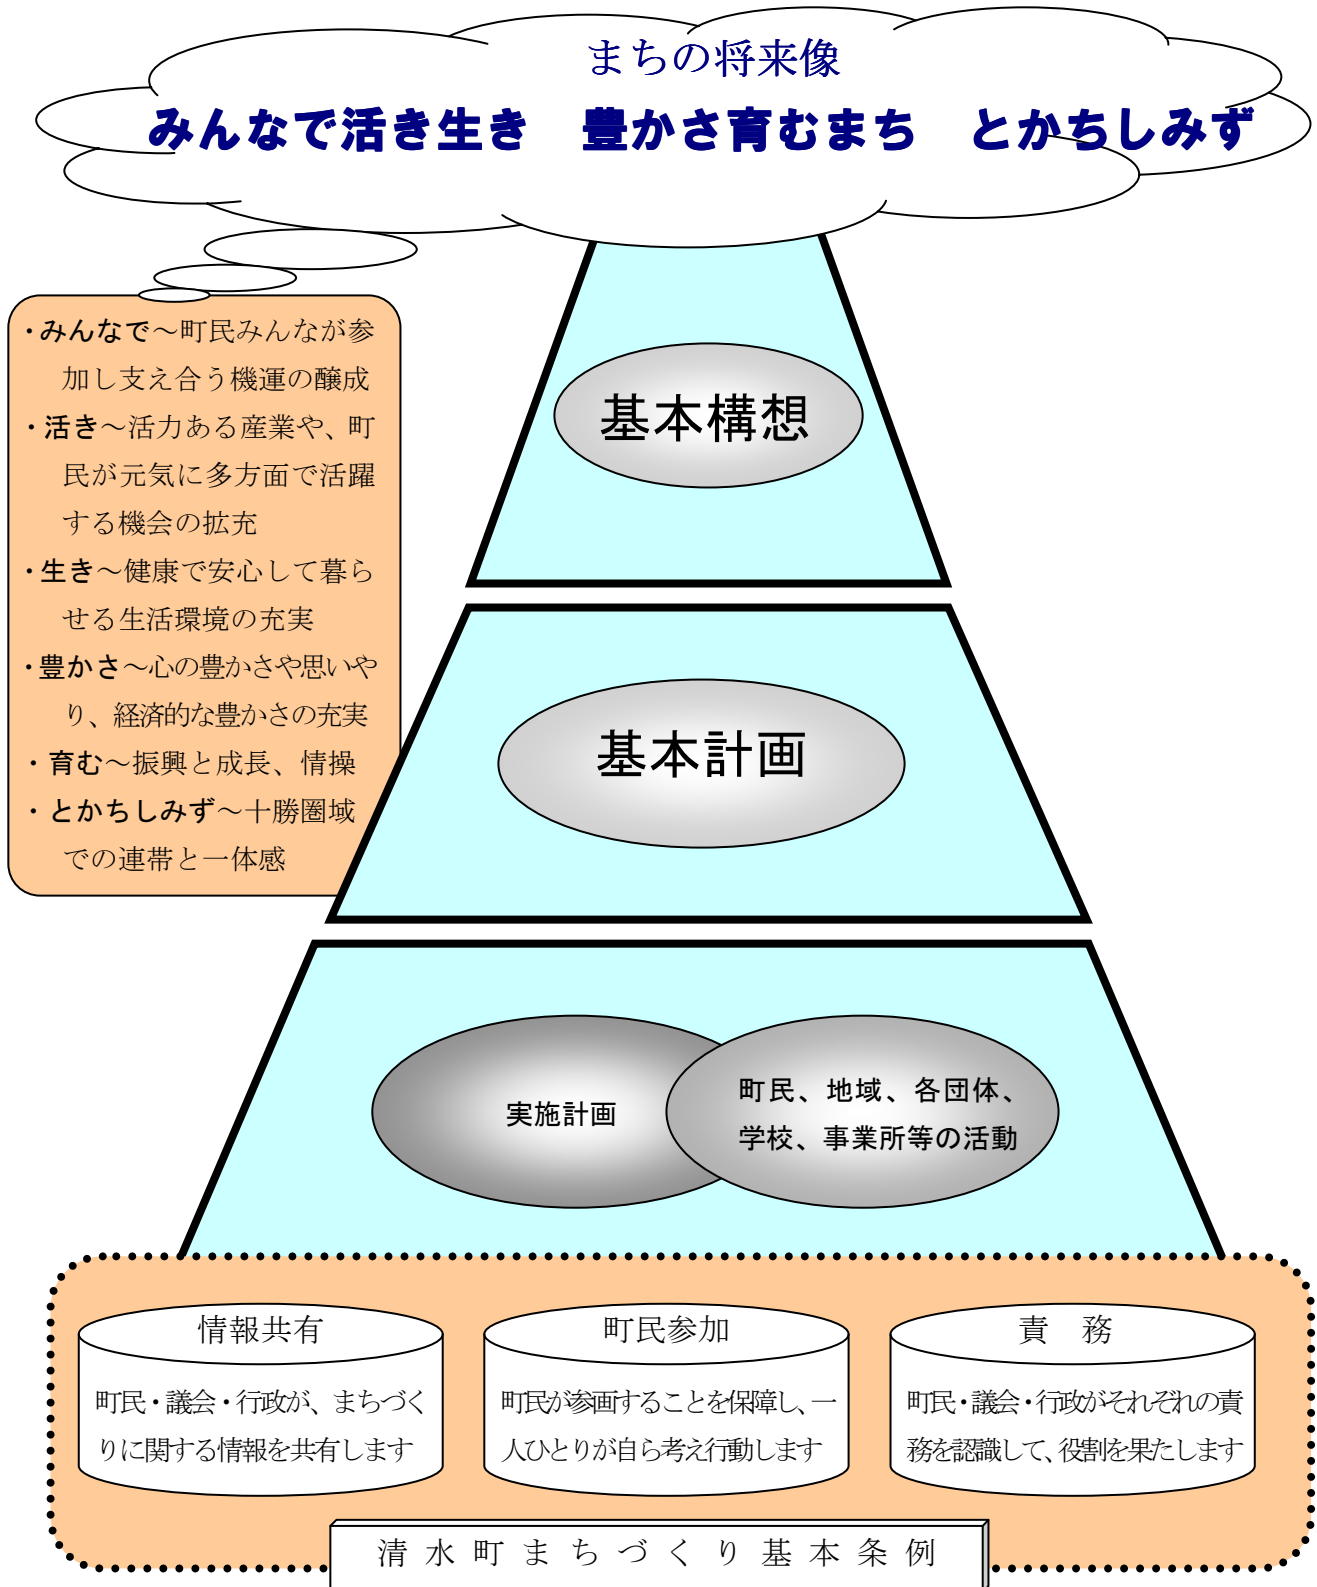 まちの将来像
みんなで活き生き　豊かさ育むまち　とかちしみず
・みんなで～町民みんなが参
加し支え合う機運の醸成
・活き～活力ある産業や、町
民が元気に多方面で活躍
する機会の拡充
・生き～健康で安心して暮ら
せる生活環境の充実
・豊かさ～心の豊かさや思いや
り、経済的な豊かさの充実
・育む～振興と成長、情操
・とかちしみず～十勝圏域
での連帯と一体感
基本構想
基本計画
実施計画
町民、地域、各団体、
学校、事業所等の活動
情報共有
町民・議会・行政が、まちづく
りに関する情報を共有します
町民参加
町民が参画することを保障し、一
人ひとりが自ら考え行動します
責　務
町民・議会・行政がそれぞれの責
務を認識して、役割を果たします
清水町まちづくり基本条例